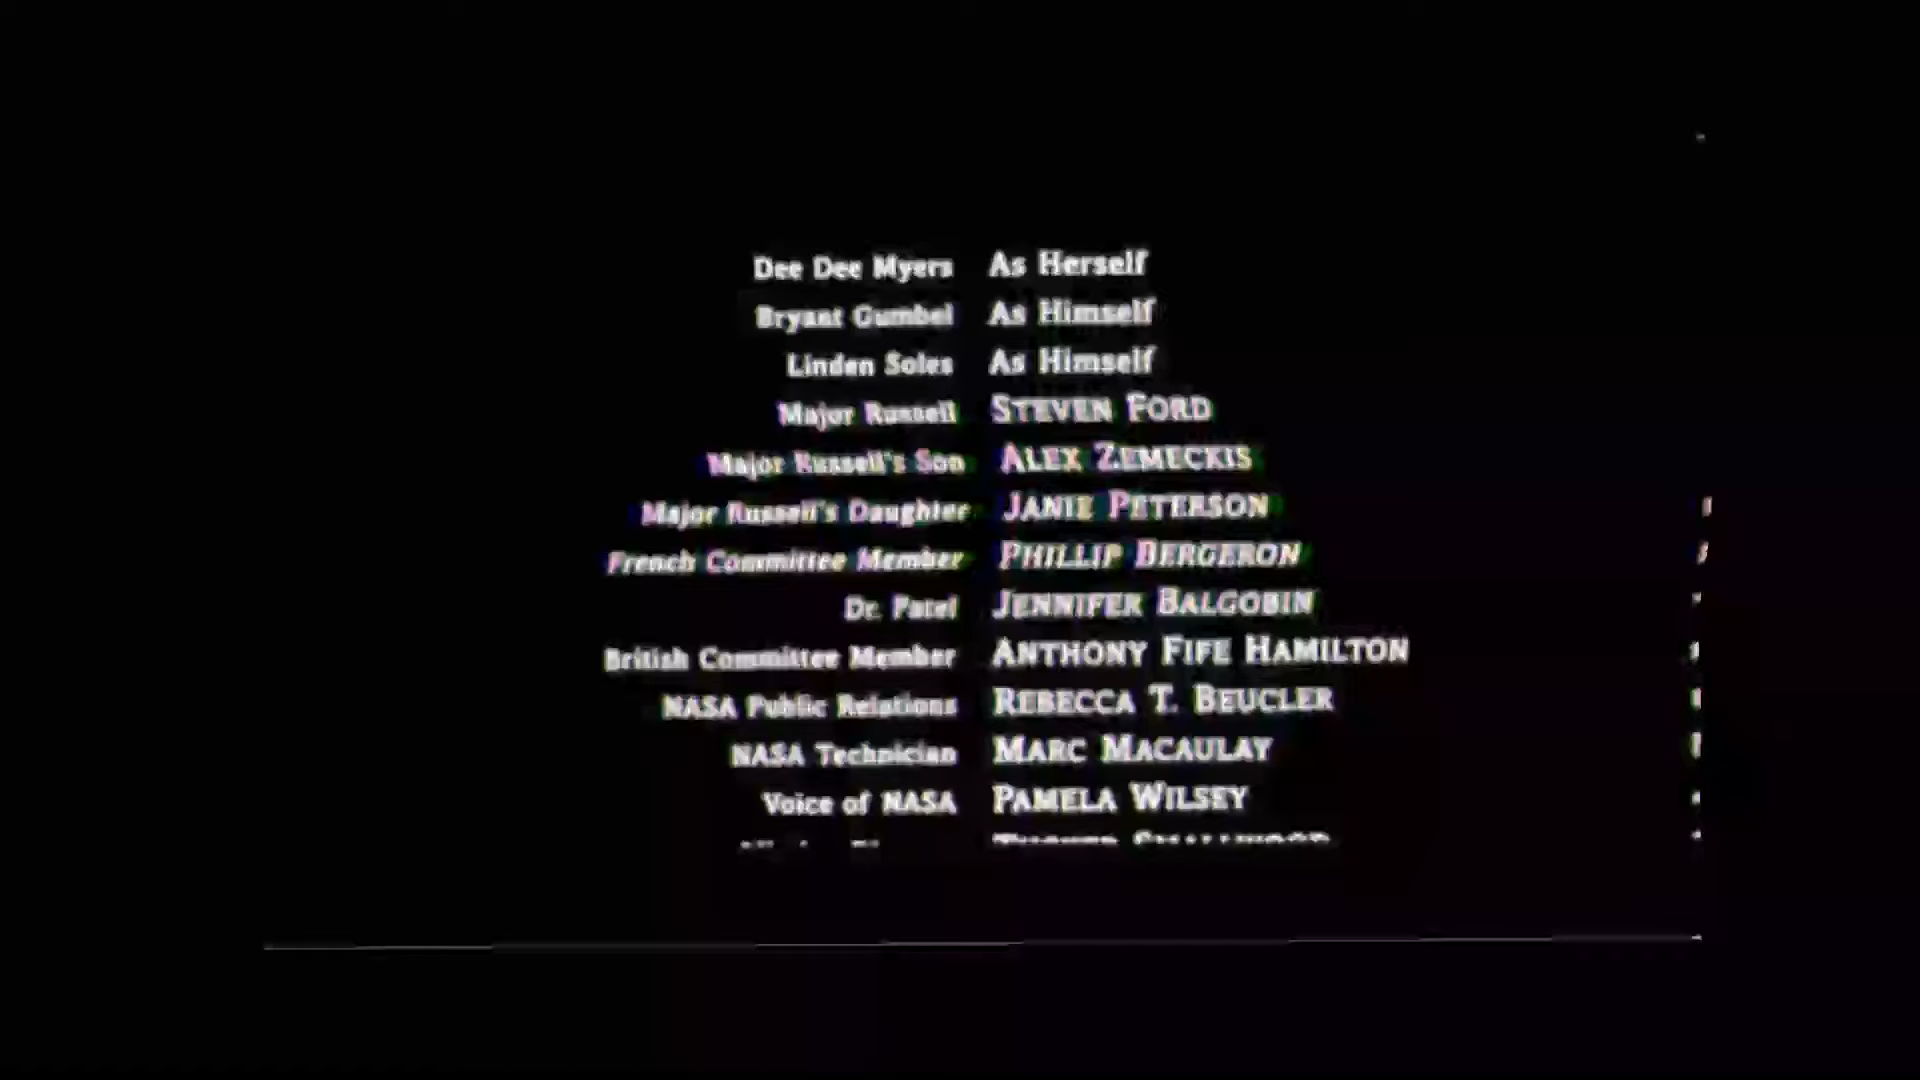 Dee Dee Myers As Herself
Bryant Gumbel As Himself
Linden Soles As Himself
Major Russell STEVEN FORD
Major Russell's Son ALEX ZEMECKIS
Major Russell's Daughter JANIE PETERSON
French Committee Member PHILLIP BERGERON
Dr. Patel JENNIFER BALGOBIN
British Committee Member ANTHONY FIFE HAMILTON
NASA Public Relations REBECCA T. BEUCLER
NASA Technician MARC MACAULAY
Voice of NASA PAMELA WILSEY